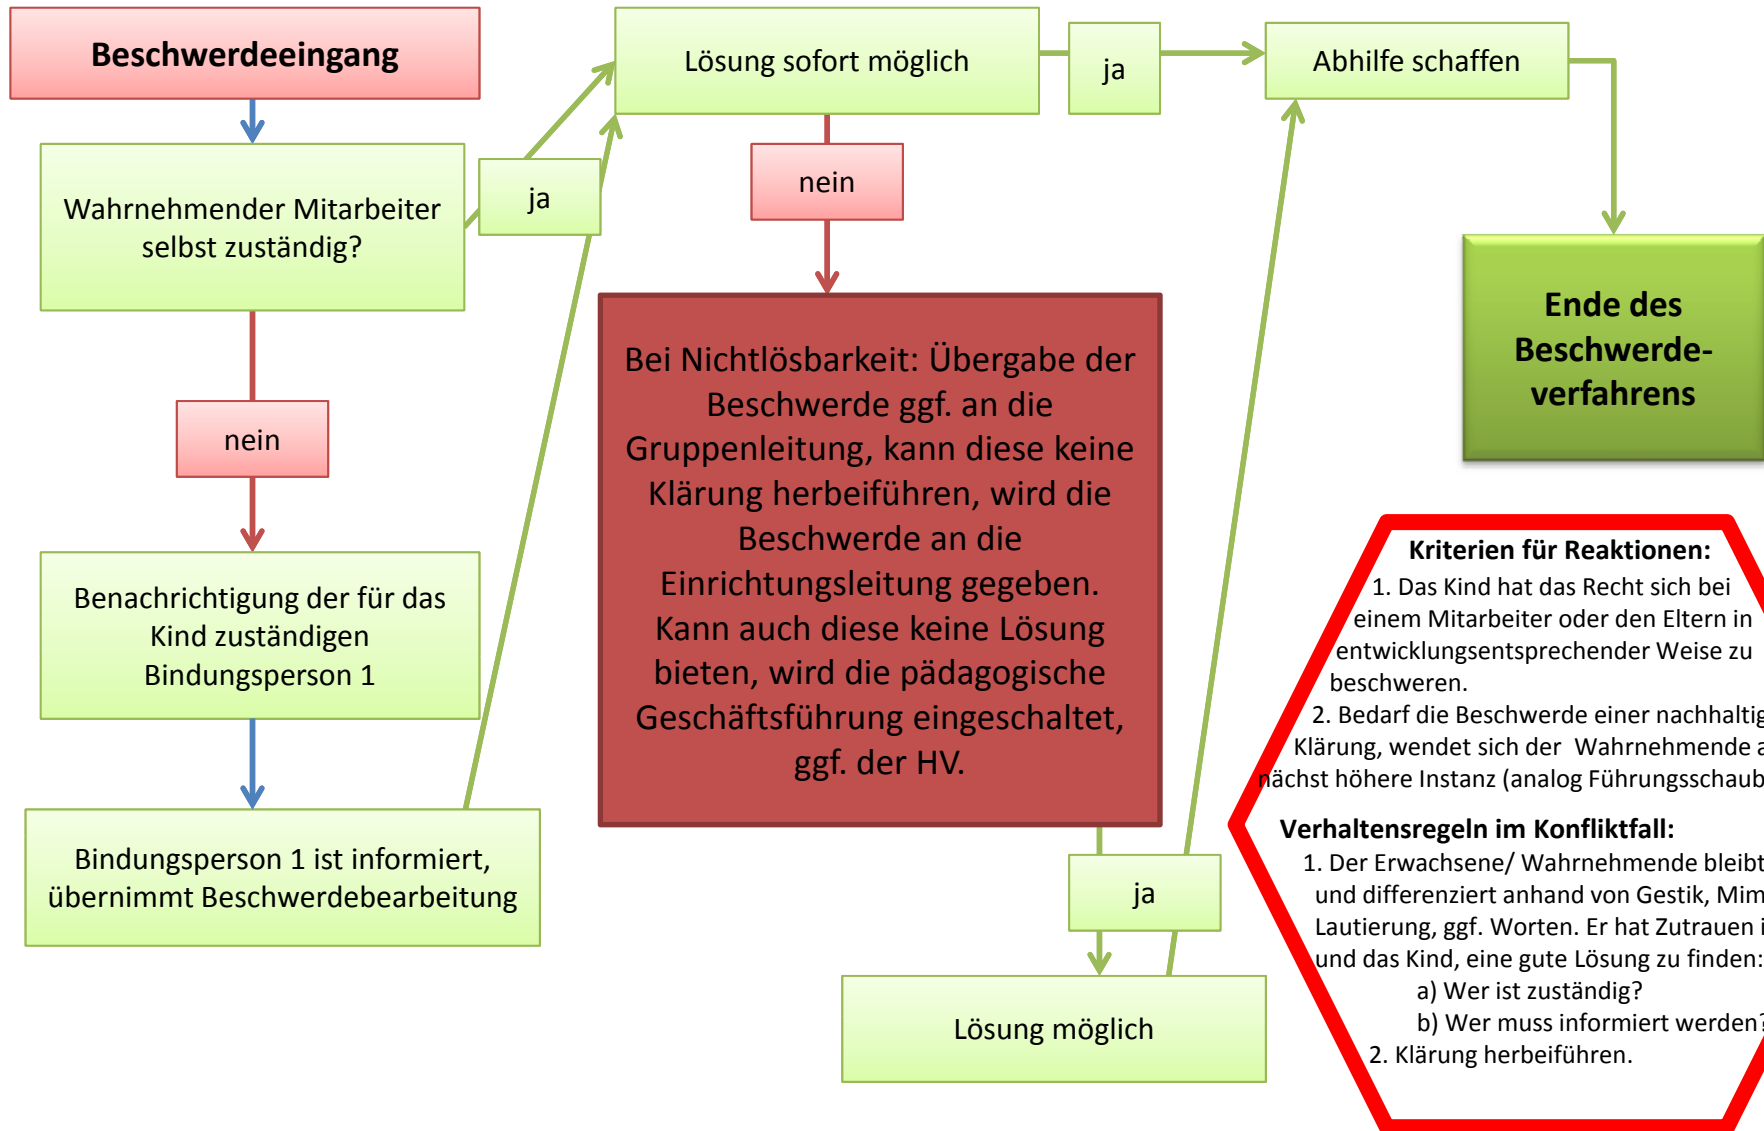 Beschwerdeeingang
Wahrnehmender Mitarbeiter
selbst zuständig?
ja
nein
Benachrichtigung der für das
Kind zuständigen
Bindungsperson 1
Bindungsperson 1 ist informiert,
übernimmt Beschwerdebearbeitung
Lösung sofort möglich
ja
nein
Bei Nichtlösbarkeit: Übergabe der
Beschwerde ggf. an die
Gruppenleitung, kann diese keine
Klärung herbeiführen, wird die
Beschwerde an die
Einrichtungsleitung gegeben.
Kann auch diese keine Lösung
bieten, wird die pädagogische
Geschäftsführung eingeschaltet,
ggf. der HV.
ja
Lösung möglich
Abhilfe schaffen
Ende des
Beschwerde-
verfahrens
Kriterien für Reaktionen:
1. Das Kind hat das Recht sich bei
einem Mitarbeiter oder den Eltern in
entwicklungsentsprechender Weise zu
beschweren.
2. Bedarf die Beschwerde einer
Klärung, wendet sich der Wahrnehmende
nächst höhere Instanz (analog
Verhaltensregeln im Konfliktfall:
1. Der Erwachsene/ Wahrnehmende bleibt
und differenziert anhand von Gestik,
Lautierung, ggf. Worten. Er hat Zutrauen
und das Kind, eine gute Lösung zu finden:
a) Wer ist zuständig?
b) Wer muss informiert werden?
2. Klärung herbeiführen.